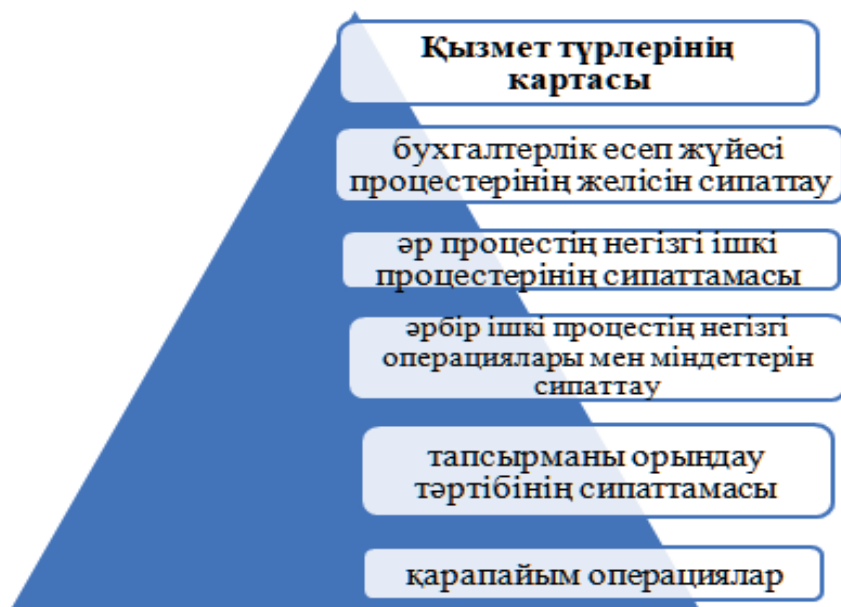 Қызмет түрлерінің
картасы
бухгалтерлік есеп жүйесі
процестерінің желісін сипаттау
әр процестің негізгі ішкі
процестерінің сипаттамасы
әрбір ішкі процестің негізгі
операциялары мен міндеттерін
сипаттау
тапсырманы орындау
тәртібінің сипаттамасы
қарапайым операциялар